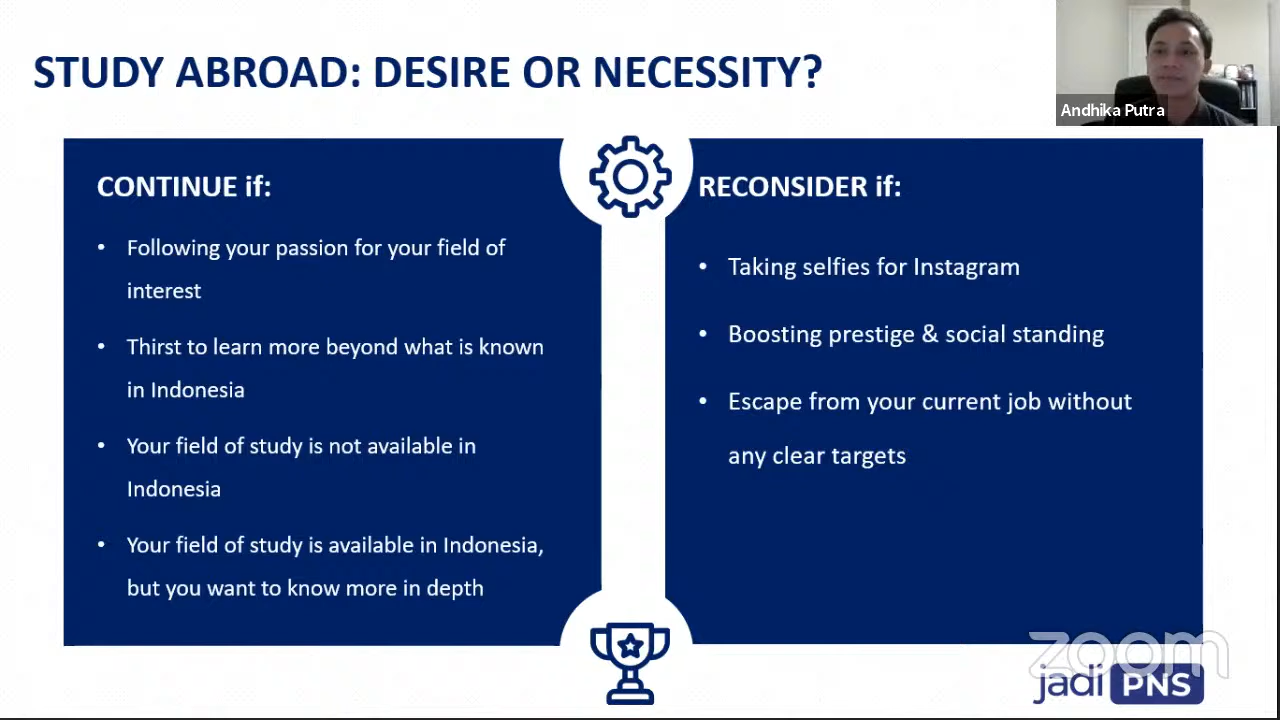 STUDY ABROAD: DESIRE OR NECESSITY?
Andhika Putra
CONTINUE if:
• Following your passion for your field of
interest
• Thirst to learn more beyond what is known
in Indonesia
• Your field of study is not available in
Indonesia
• Your field of study is available in Indonesia,
but you want to know more in depth
RECONSIDER if:
• Taking selfies for Instagram
• Boosting prestige & social standing
• Escape from your current job without
any clear targets
zoom
jadi PNS